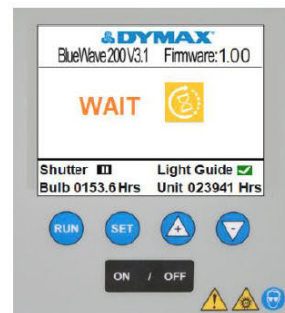 DYMAX
BlueWave 200 V3.1 Firmware: 1.00
WAIT
Shutter Light Guide
Bulb 0153.6 Hrs Unit 023941 Hrs
RUN SET + -
ON / OFF